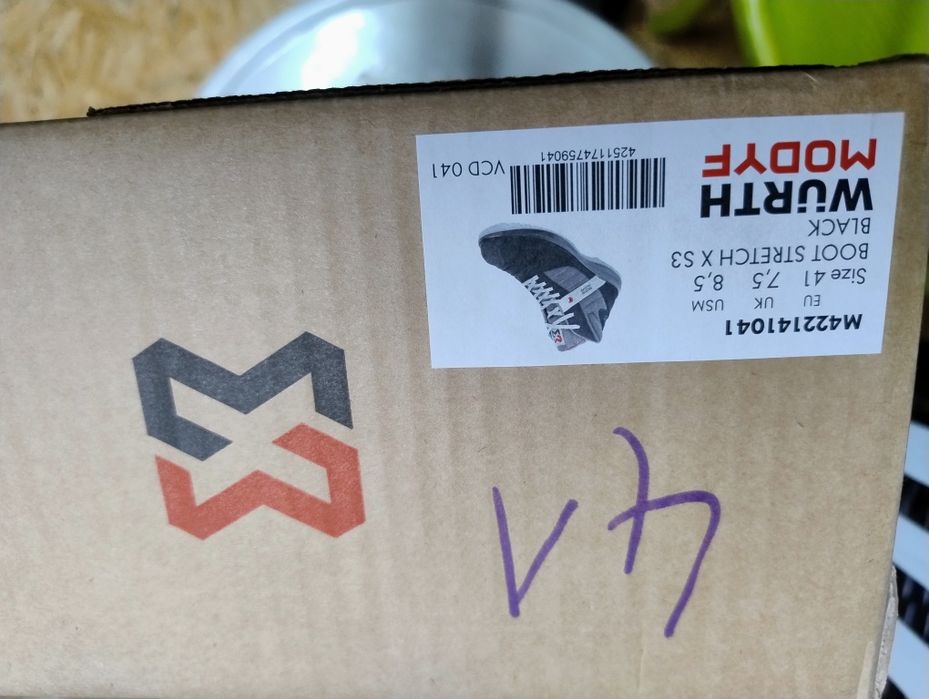 M422141041
EU UK USM
Size 41 7,5 8,5
BOOT STRETCH X S3
BLACK
WÜRTH
MODYF
4251174759041
VCD 041
41